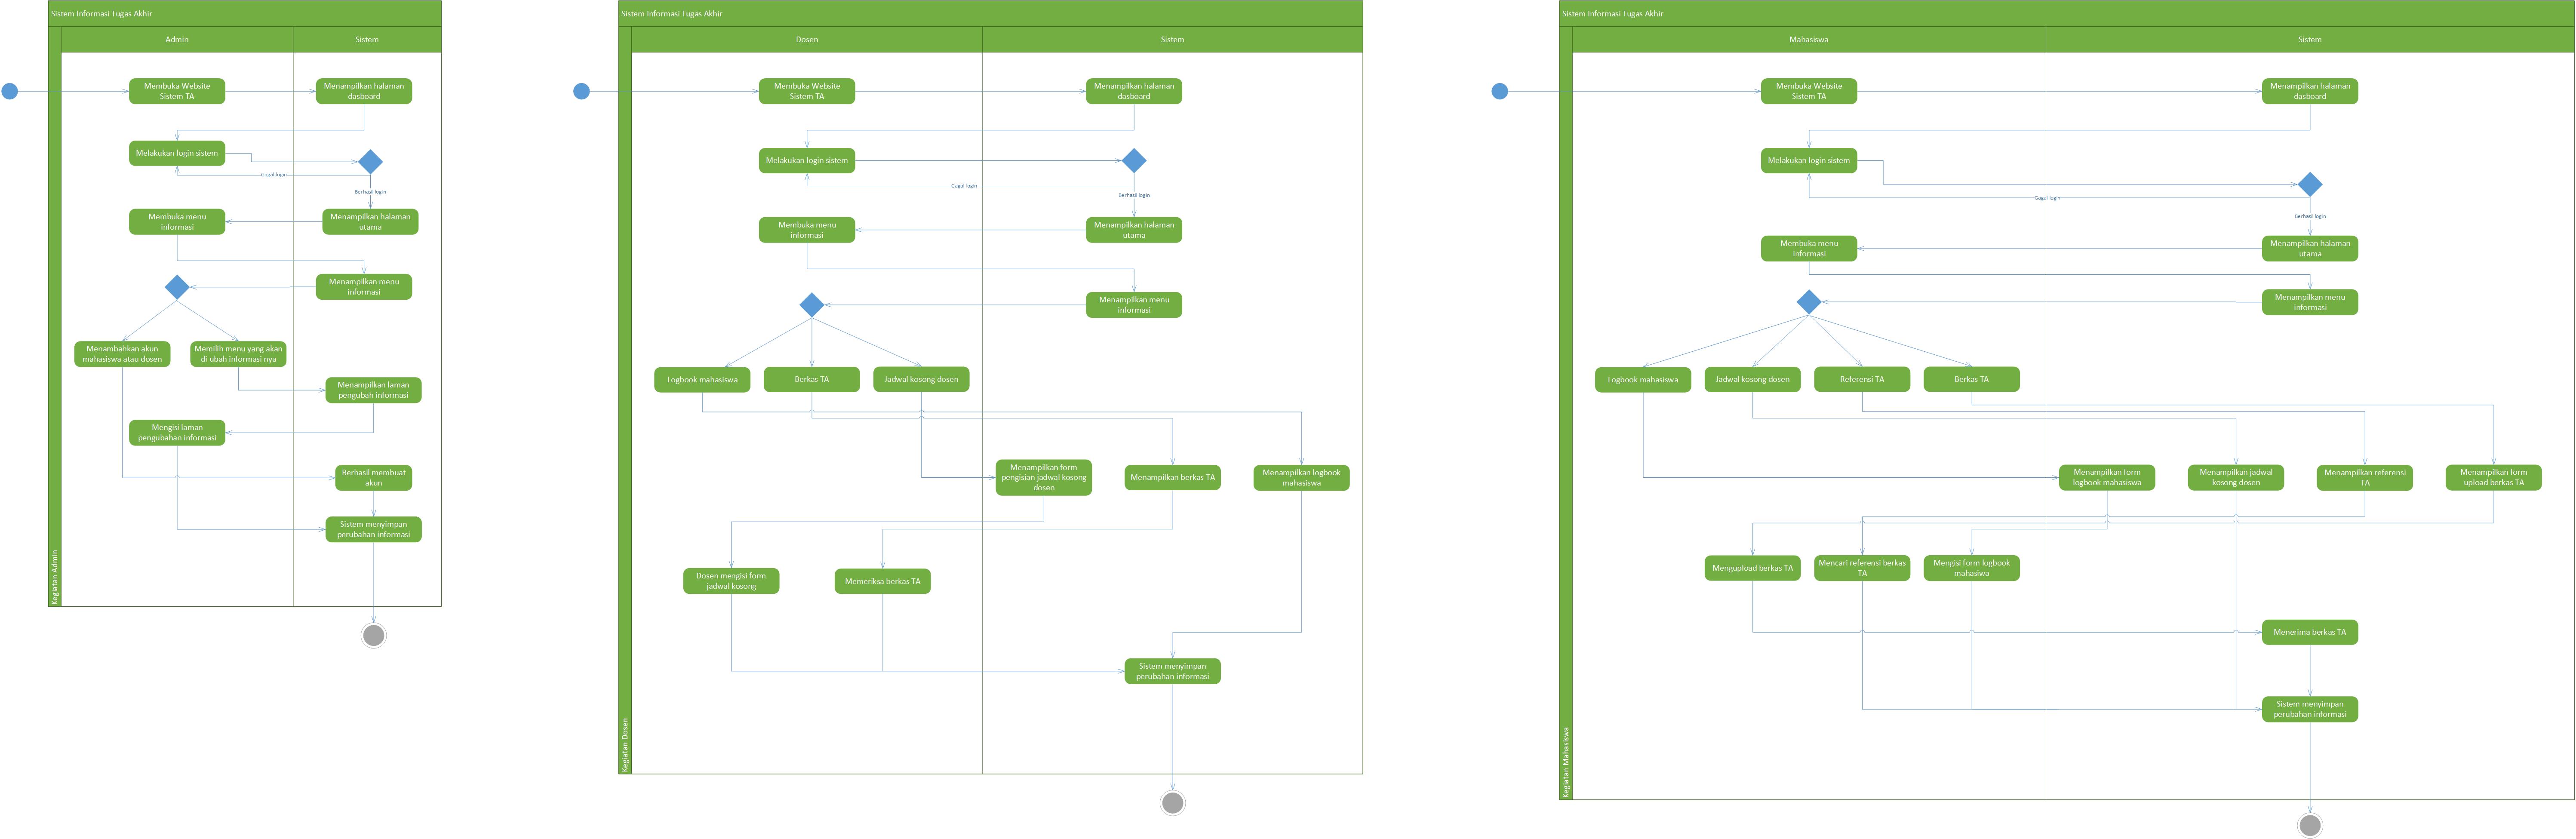 Sistem Informasi Tugas Akhir
Admin
Sistem
Membuka Website
Sistem TA
Menampilkan halaman
dasboard
Melakukan login sistem
Gagal login
Berhasil login
Membuka menu
informasi
Menampilkan halaman
utama
Menampilkan menu
informasi
Menambahkan akun
mahasiswa atau dosen
Memilih menu yang akan
di ubah informasi nya
Menampilkan laman
pengubah informasi
Mengisi laman
pengubahan informasi
Berhasil membuat
akun
Sistem menyimpan
perubahan informasi
Kegiatan Admin
Sistem Informasi Tugas Akhir
Dosen
Sistem
Membuka Website
Sistem TA
Menampilkan halaman
dasboard
Melakukan login sistem
Gagal login
Berhasil login
Membuka menu
informasi
Menampilkan halaman
utama
Menampilkan menu
informasi
Logbook mahasiswa
Berkas TA
Jadwal kosong dosen
Menampilkan form
pengisian jadwal kosong
dosen
Menampilkan berkas TA
Menampilkan logbook
mahasiswa
Dosen mengisi form
jadwal kosong
Memeriksa berkas TA
Sistem menyimpan
perubahan informasi
Kegiatan Dosen
Sistem Informasi Tugas Akhir
Mahasiswa
Sistem
Membuka Website
Sistem TA
Menampilkan halaman
dasboard
Melakukan login sistem
Gagal login
Berhasil login
Membuka menu
informasi
Menampilkan halaman
utama
Menampilkan menu
informasi
Logbook mahasiswa
Jadwal kosong dosen
Referensi TA
Berkas TA
Menampilkan form
logbook mahasiswa
Menampilkan jadwal
kosong dosen
Menampilkan referensi
TA
Menampilkan form
upload berkas TA
Mengupload berkas TA
Mencari referensi berkas
TA
Mengisi form logbook
mahasiwa
Menerima berkas TA
Sistem menyimpan
perubahan informasi
Kegiatan Mahasiswa